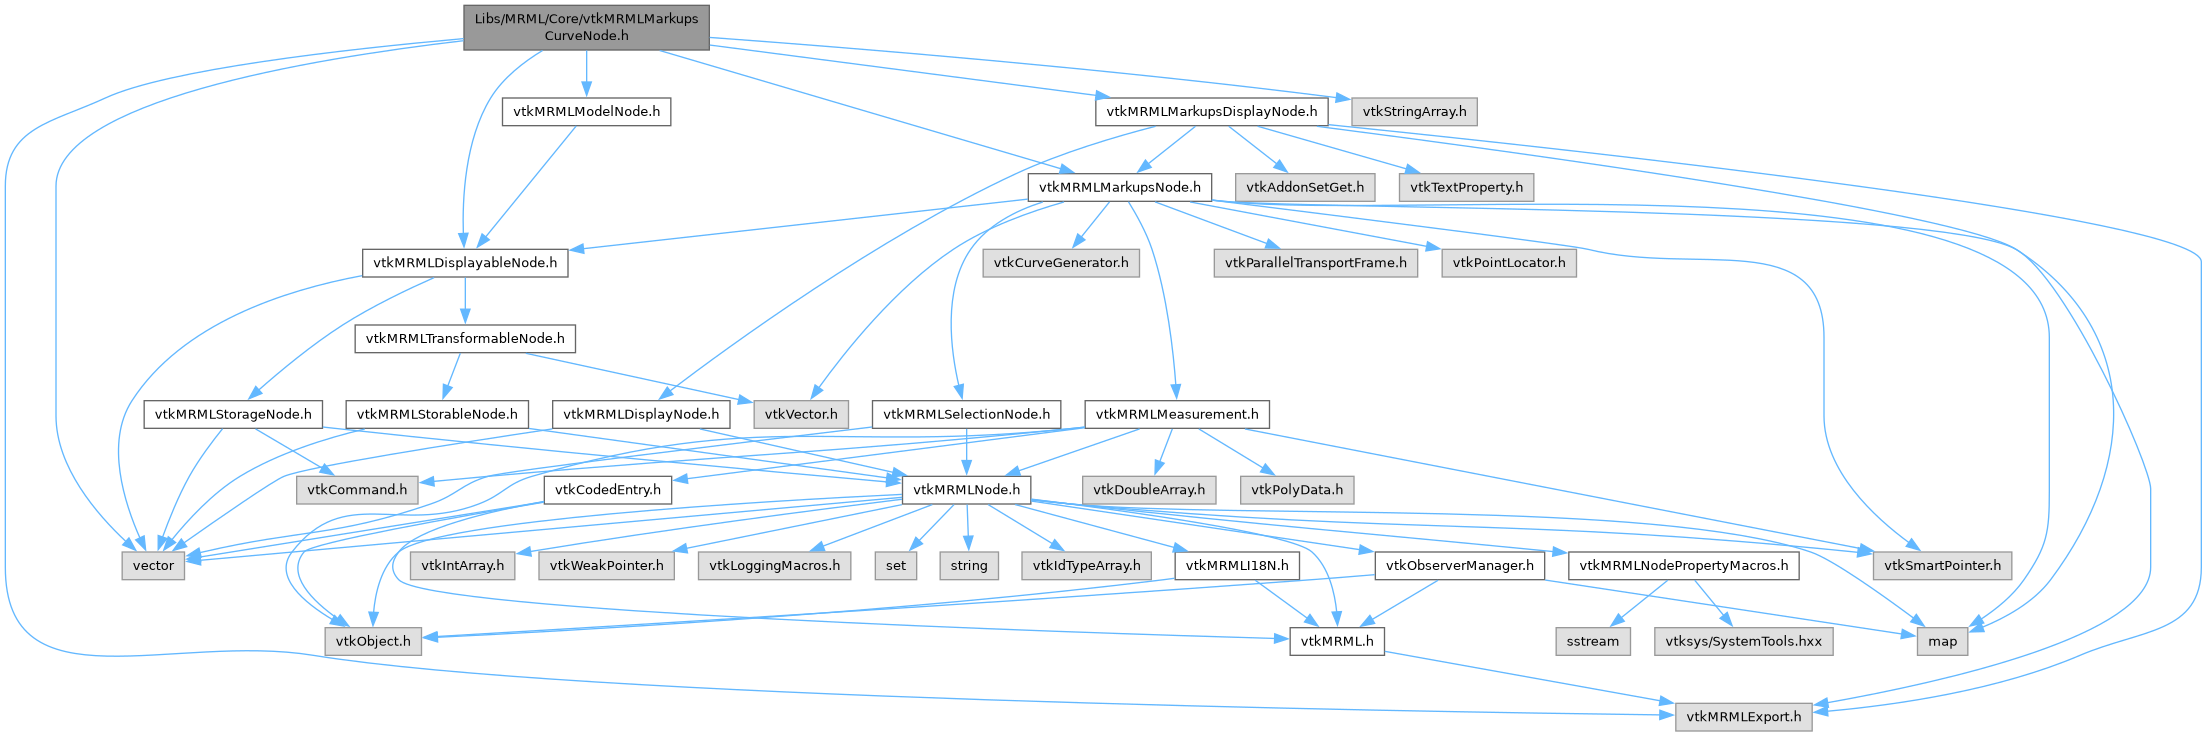 Libs/MRML/Core/vtkMRMLMarkups
CurveNode.h
vtkMRMLModelNode.h
vtkMRMLMarkupsDisplayNode.h
vtkStringArray.h
vtkMRMLMarkupsNode.h
vtkAddonSetGet.h
vtkTextProperty.h
vtkMRMLDisplayableNode.h
vtkCurveGenerator.h
vtkParallelTransportFrame.h
vtkPointLocator.h
vtkMRMLTransformableNode.h
vtkMRMLStorageNode.h
vtkMRMLStorableNode.h
vtkMRMLDisplayNode.h
vtkVector.h
vtkMRMLSelectionNode.h
vtkMRMLMeasurement.h
vtkCommand.h
vtkCodedEntry.h
vtkMRMLNode.h
vtkDoubleArray.h
vtkPolyData.h
vector
vtkIntArray.h
vtkWeakPointer.h
vtkLoggingMacros.h
set
string
vtkIdTypeArray.h
vtkMRMLI18N.h
vtkObserverManager.h
vtkMRMLNodePropertyMacros.h
vtkSmartPointer.h
vtkObject.h
vtkMRML.h
sstream
vtksys/SystemTools.hxx
map
vtkMRMLExport.h